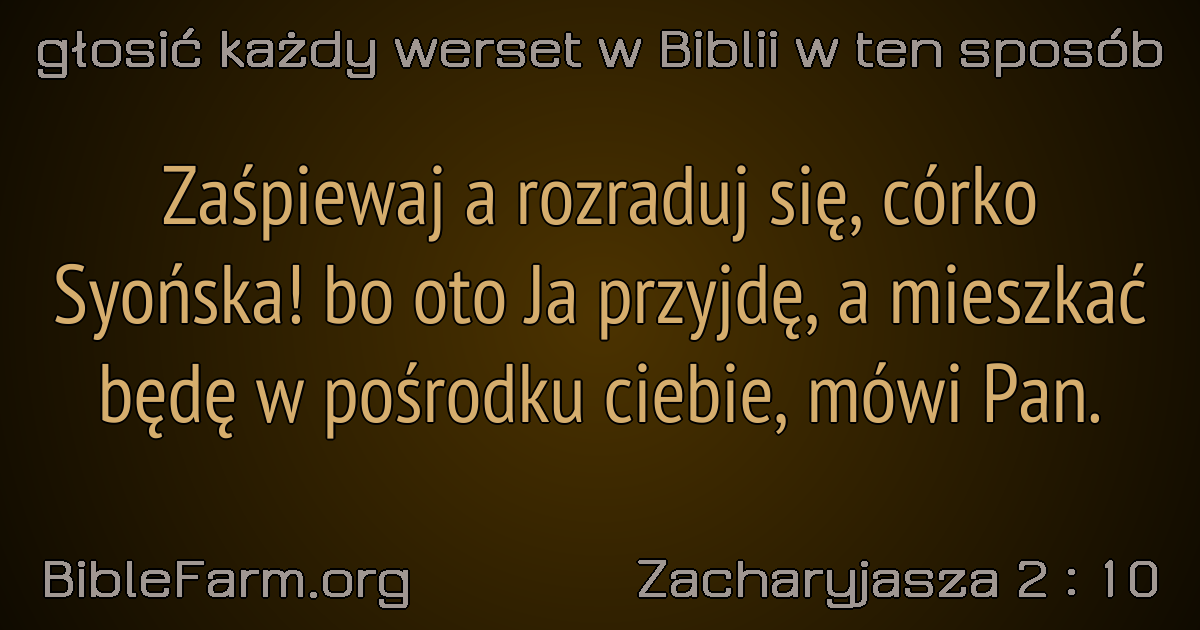 głosić każdy werset w Biblii w ten sposób
Zaśpiewaj a rozraduj się, córko
Syońska! bo oto Ja przyjdę, a mieszkać
będę w pośrodku ciebie, mówi Pan.
BibleFarm.org
Zacharyjasza 2 : 10